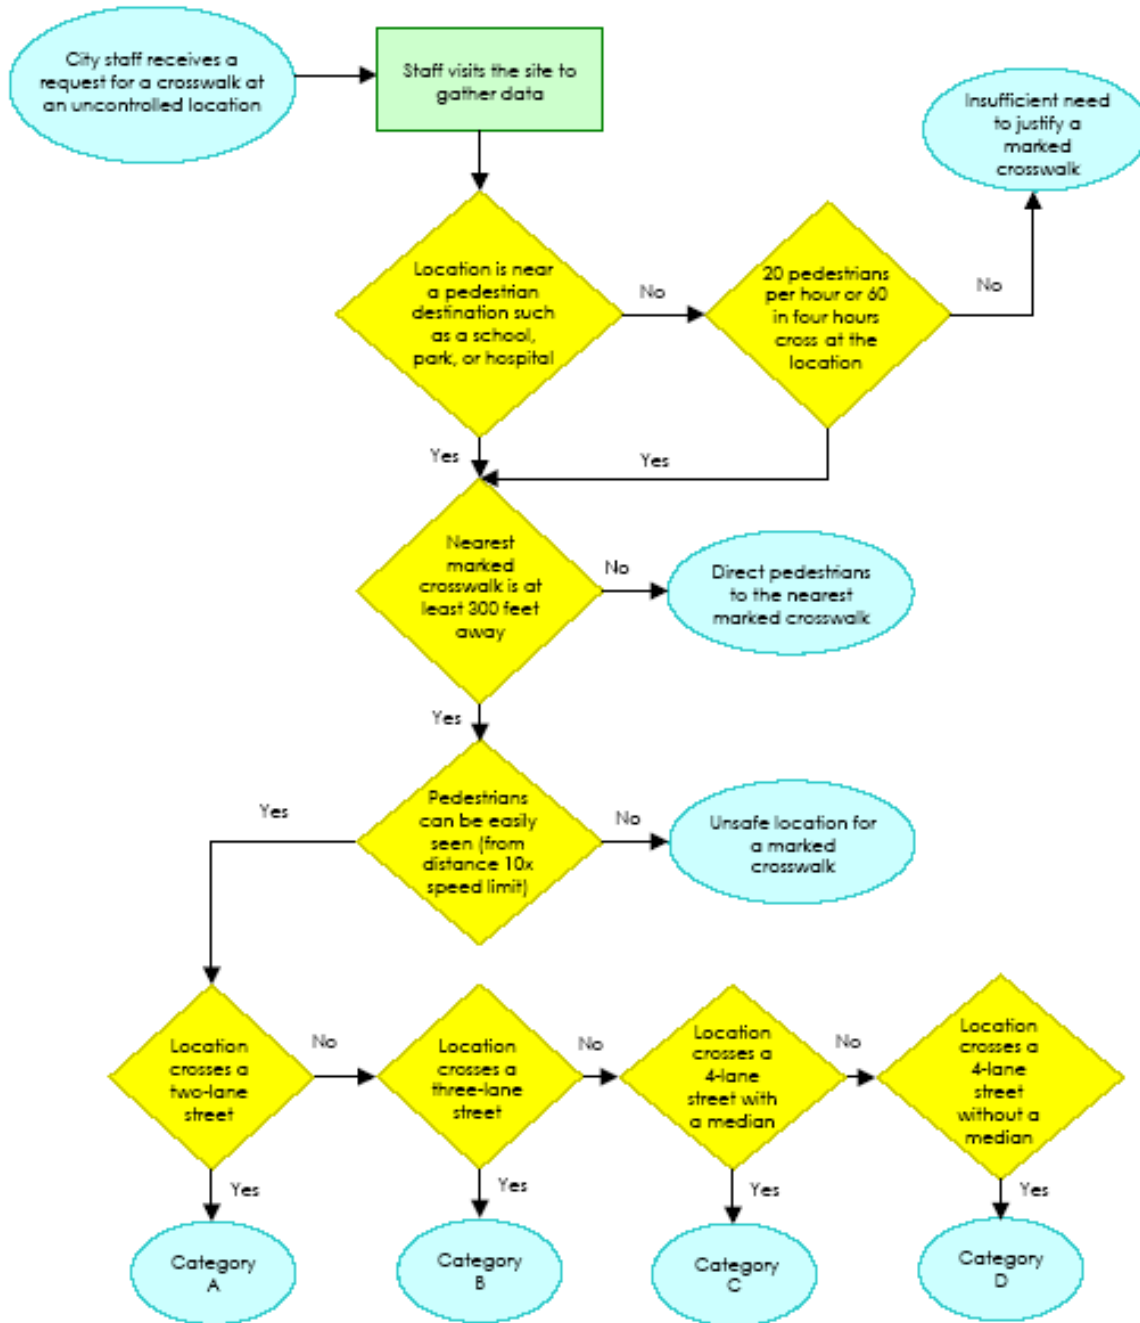 City staff receives a
request for a crosswalk at
an uncontrolled location
Staff visits the site to
gather data
Insufficient need
to justify a
marked
crosswalk
Location is near
a pedestrian
destination such
as a school,
park, or hospital
No
20 pedestrians
per hour or 60
in four hours
cross at the
location
No
Yes
Yes
Nearest
marked
crosswalk is at
least 300 feet
away
No
Direct pedestrians
to the nearest
marked crosswalk
Yes
Pedestrians
can be easily
seen (from
distance 10x
speed limit)
Yes
No
Unsafe location for
a marked
crosswalk
Location
crosses a
two-lane
street
No
Location
crosses a
three-lane
street
No
Location
crosses a
4-lane
street with
a median
No
Location
crosses a
4-lane
street
without a
median
Yes
Yes
Yes
Yes
Category
A
Category
B
Category
C
Category
D